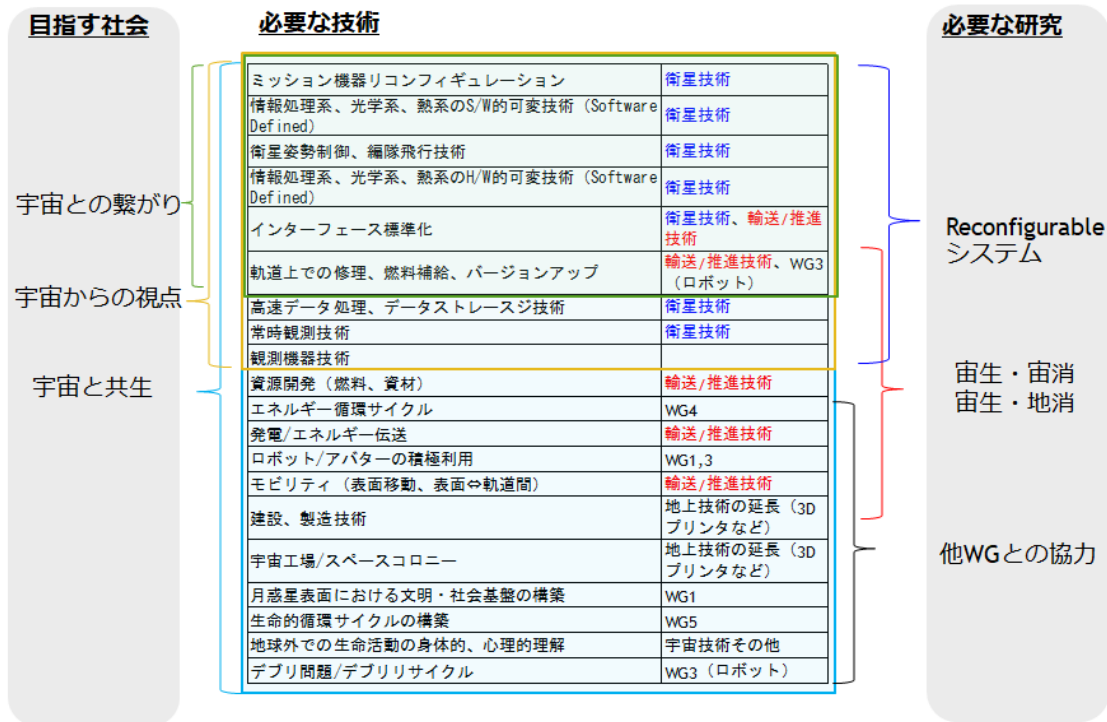 目指す社会
必要な技術
必要な研究
ミッション機器リコンフィギュレーション
衛星技術
情報処理系、光学系、熱系のS/W的可変技術（Software
Defined）
衛星技術
衛星姿勢制御、編隊飛行技術
衛星技術
情報処理系、光学系、熱系のH/W的可変技術（Software
Defined）
衛星技術
インターフェース標準化
衛星技術、輸送/推進
技術
軌道上での修理、燃料補給、バージョンアップ
輸送/推進技術、WG3
（ロボット）
高速データ処理、データストレースジ技術
衛星技術
常時観測技術
衛星技術
観測機器技術
資源開発（燃料、資材）
輸送/推進技術
エネルギー循環サイクル
WG4
発電/エネルギー伝送
輸送/推進技術
ロボット/アバターの積極利用
WG1,3
モビリティ（表面移動、表面⇔軌道間）
輸送/推進技術
建設、製造技術
地上技術の延長（3D
プリンタなど）
宇宙工場/スペースコロニー
地上技術の延長（3D
プリンタなど）
月惑星表面における文明・社会基盤の構築
WG1
生命的循環サイクルの構築
WG5
地球外での生命活動の身体的、心理的理解
宇宙技術その他
デブリ問題/デブリリサイクル
WG3（ロボット）
宇宙との繋がり
宇宙からの視点
宇宙と共生
Reconfigurable
システム
宙生・宙消
宙生・地消
他WGとの協力